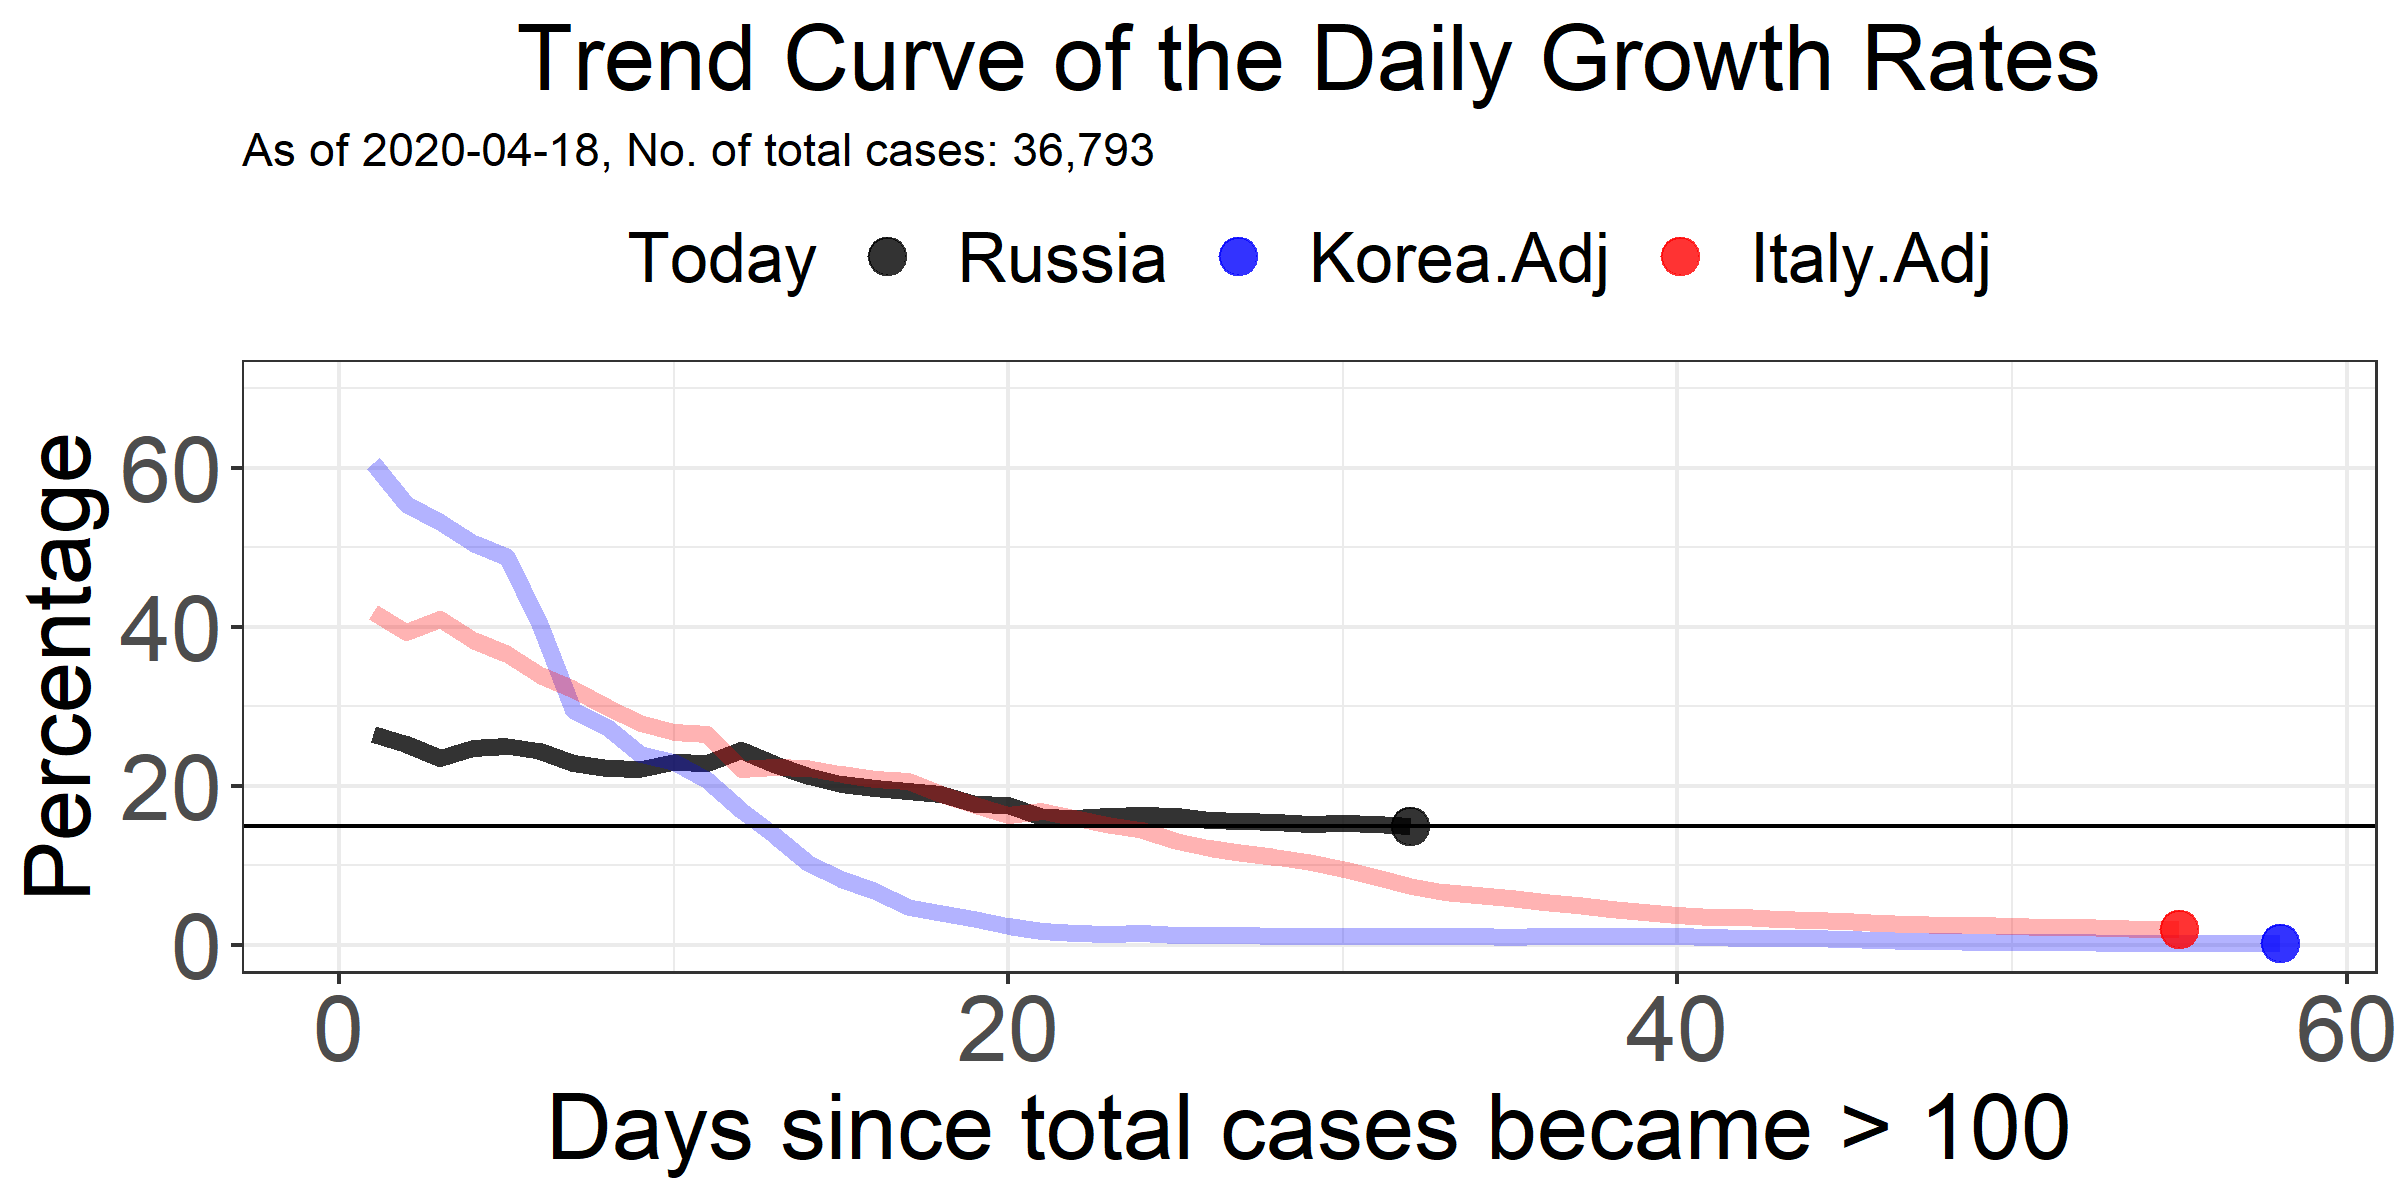 Trend Curve of the Daily Growth Rates
As of 2020-04-18, No. of total cases: 36,793
Today Russia Korea.Adj Italy.Adj
Percentage
60
40
20
0
0 20 40 60
Days since total cases became > 100